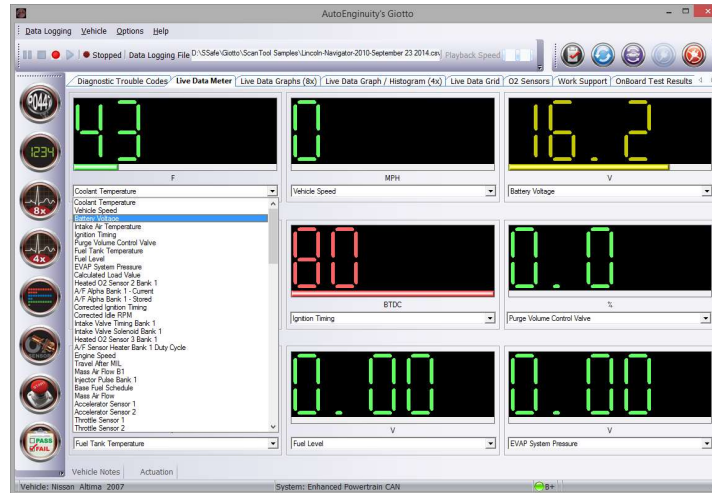 AutoEnginuity's Giotto
Data Logging Vehicle Options Help
Stopped Data Logging File D:\SSafe\Giotto\ScanTool Samples\Lincoln-Navigator-2010-September 23 2014.csv Playback Speed
Diagnostic Trouble Codes Live Data Meter Live Data Graphs (8x) Live Data Graph / Histogram (4x) Live Data Grid O2 Sensors Work Support OnBoard Test Results
P0440
1234
8x
4x
O2
SENSOR
PASS
FAIL
43 0 16.2
F MPH V
Coolant Temperature Vehicle Speed Battery Voltage
Coolant Temperature
Vehicle Speed
Battery Voltage
Intake Air Temperature
Ignition Timing
Purge Volume Control Valve
Fuel Tank Temperature
Fuel Level
EVAP System Pressure
Calculated Load Value
Heated O2 Sensor 2 Bank 1
A/F Alpha Bank 1 - Current
A/F Alpha Bank 1 - Stored
Corrected Ignition Timing
Corrected Idle RPM
Intake Valve Timing Bank 1
Intake Valve Solenoid Bank 1
Heated O2 Sensor 3 Bank 1
A/F Sensor Heater Bank 1 Duty Cycle
Engine Speed
Travel After MIL
Mass Air Flow B1
Injector Pulse Bank 1
Base Fuel Schedule
Mass Air Flow
Accelerator Sensor 1
Accelerator Sensor 2
Throttle Sensor 1
Throttle Sensor 2
80 0.0
BTDC %
Ignition Timing Purge Volume Control Valve
0.00 0.00
V V
Fuel Tank Temperature Fuel Level EVAP System Pressure
Vehicle Notes Actuation
Vehicle: Nissan Altima 2007 System: Enhanced Powertrain CAN B+